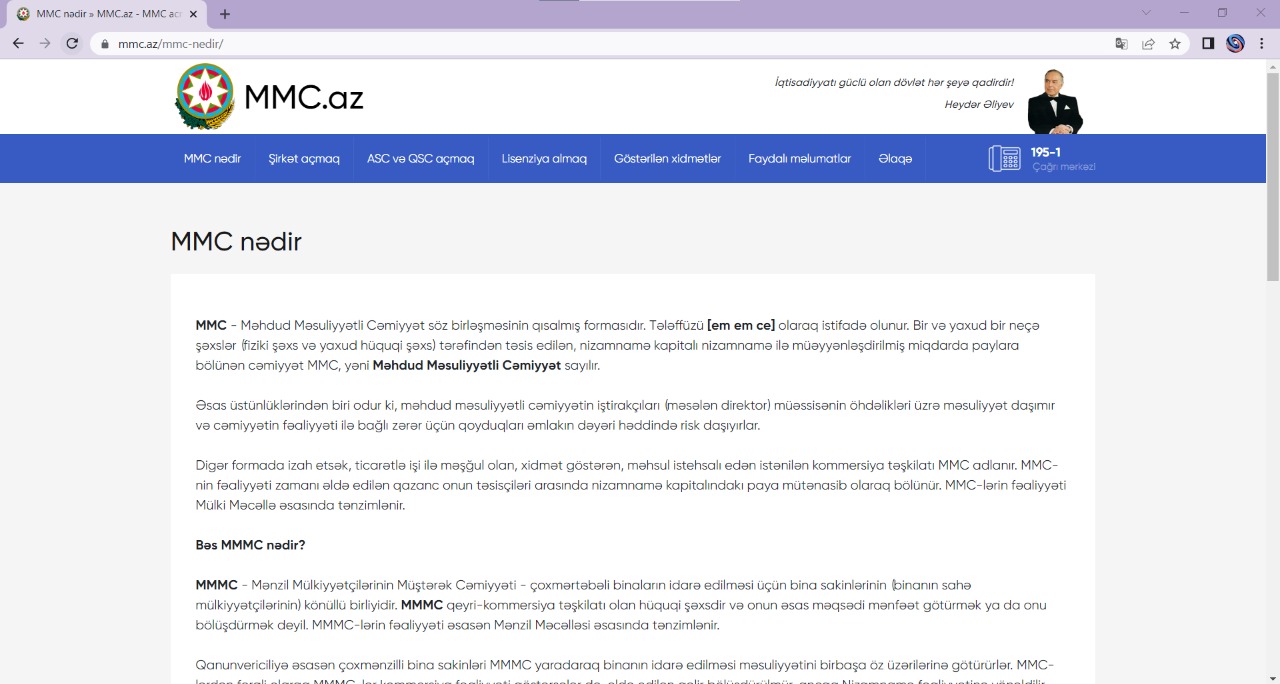 MMC nədir » MMC.az - MMC aç
mmc.az/mmc-nedir/
MMC.az
İqtisadiyyatı güclü olan dövlət hər şeyə qadirdir!
Heydər Əliyev
MMC nədir Şirkət açmaq ASC və QSC açmaq Lisenziya almaq Göstərilən xidmətlər Faydalı məlumatlar Əlaqə
195-1
Çağrı mərkəzi
MMC nədir
MMC - Məhdud Məsuliyyətli Cəmiyyət söz birləşməsinin qısalmış formasıdır. Tələffüzü [em em ce] olaraq istifadə olunur. Bir və yaxud bir neçə
şəxslər (fiziki şəxs və yaxud hüquqi şəxs) tərəfindən təsis edilən, nizamnamə kapitalı nizamnamə ilə müəyyənləşdirilmiş miqdarda paylara
bölünən cəmiyyət MMC, yəni Məhdud Məsuliyyətli Cəmiyyət sayılır.
Əsas üstünlüklərindən biri odur ki, məhdud məsuliyyətli cəmiyyətin iştirakçıları (məsələn direktor) müəssisənin öhdəlikləri üzrə məsuliyyət daşımır
və cəmiyyətin fəaliyyəti ilə bağlı zərər üçün qoyduqları əmlakın dəyəri həddində risk daşıyırlar.
Digər formada izah etsək, ticarətlə işi ilə məşğul olan, xidmət göstərən, məhsul istehsalı edən istənilən kommersiya təşkilatı MMC adlanır. MMC-
nin fəaliyyəti zamanı əldə edilən qazanc onun təsisçiləri arasında nizamnamə kapitalındakı paya mütənasib olaraq bölünür. MMC-lərin fəaliyyəti
Mülki Məcəllə əsasında tənzimlənir.
Bəs MMMC nədir?
MMMC - Mənzil Mülkiyyətçilərinin Müştərək Cəmiyyəti - çoxmərtəbəli binaların idarə edilməsi üçün bina sakinlərinin (binanın sahə
mülkiyyətçilərinin) könüllü birliyidir. MMMC qeyri-kommersiya təşkilatı olan hüquqi şəxsdir və onun əsas məqsədi mənfəət götürmək ya da onu
bölüşdürmək deyil. MMMC-lərin fəaliyyəti əsasən Mənzil Məcəlləsi əsasında tənzimlənir.
Qanunvericiliyə əsasən çoxmənzilli bina sakinləri MMMC yaradaraq binanın idarə edilməsi məsuliyyətini birbaşa öz üzərilərinə götürürlər. MMC-